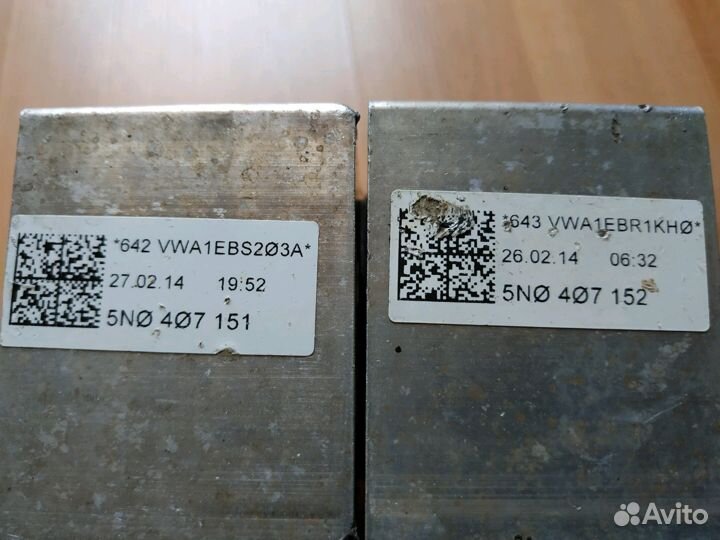 *642 VWA1EBS2Ø3A*
27.02.14 19:52
5NØ 4Ø7 151
*643 VWA1EBR1KHØ*
26.02.14 06:32
5NØ 4Ø7 152
Avito